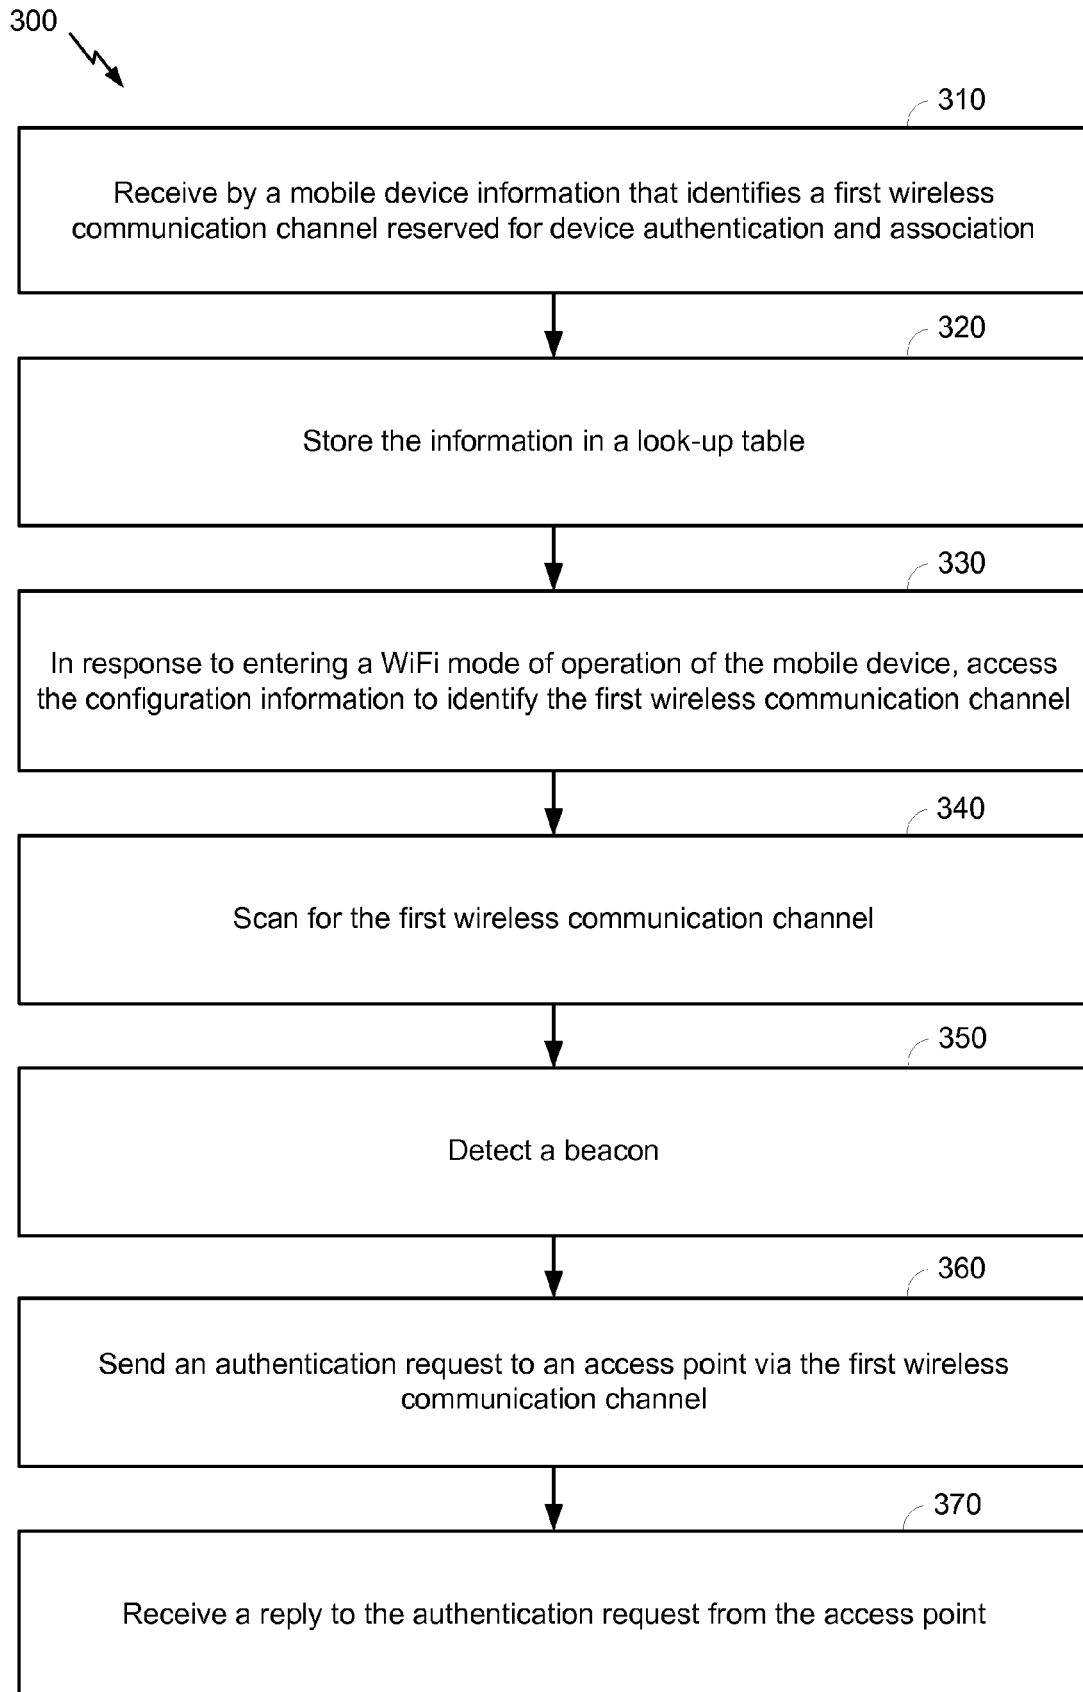 300
310
Receive by a mobile device information that identifies a first wireless
communication channel reserved for device authentication and association
320
Store the information in a look-up table
330
In response to entering a WiFi mode of operation of the mobile device, access
the configuration information to identify the first wireless communication channel
340
Scan for the first wireless communication channel
350
Detect a beacon
360
Send an authentication request to an access point via the first wireless
communication channel
370
Receive a reply to the authentication request from the access point